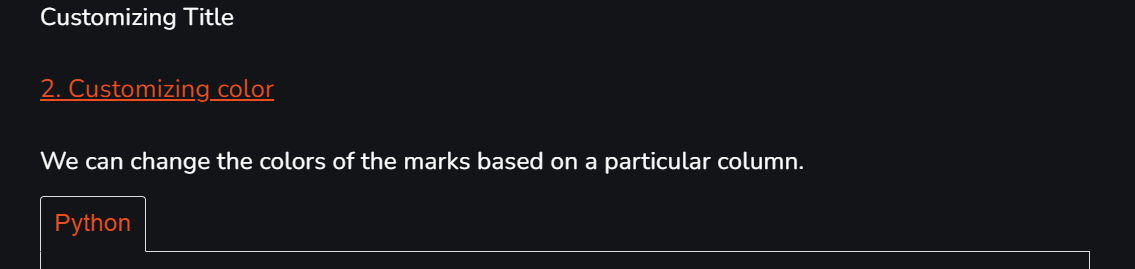 Customizing Title
2. Customizing color
We can change the colors of the marks based on a particular column.
Python